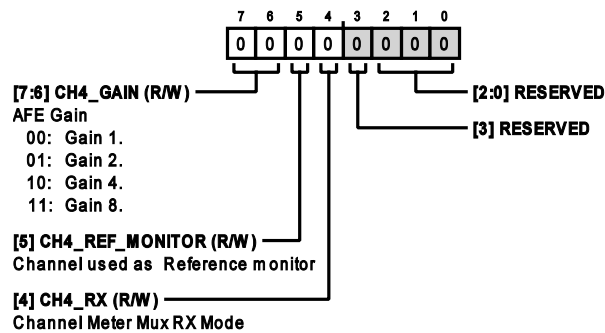 7 6 5 4 3 2 1 0
0 0 0 0 0 0 0 0
[7:6] CH4_GAIN (R/W)
AFE Gain
00: Gain 1.
01: Gain 2.
10: Gain 4.
11: Gain 8.
[5] CH4_REF_MONITOR (R/W)
Channel used as Reference monitor
[4] CH4_RX (R/W)
Channel Meter Mux RX Mode
[2:0] RESERVED
[3] RESERVED